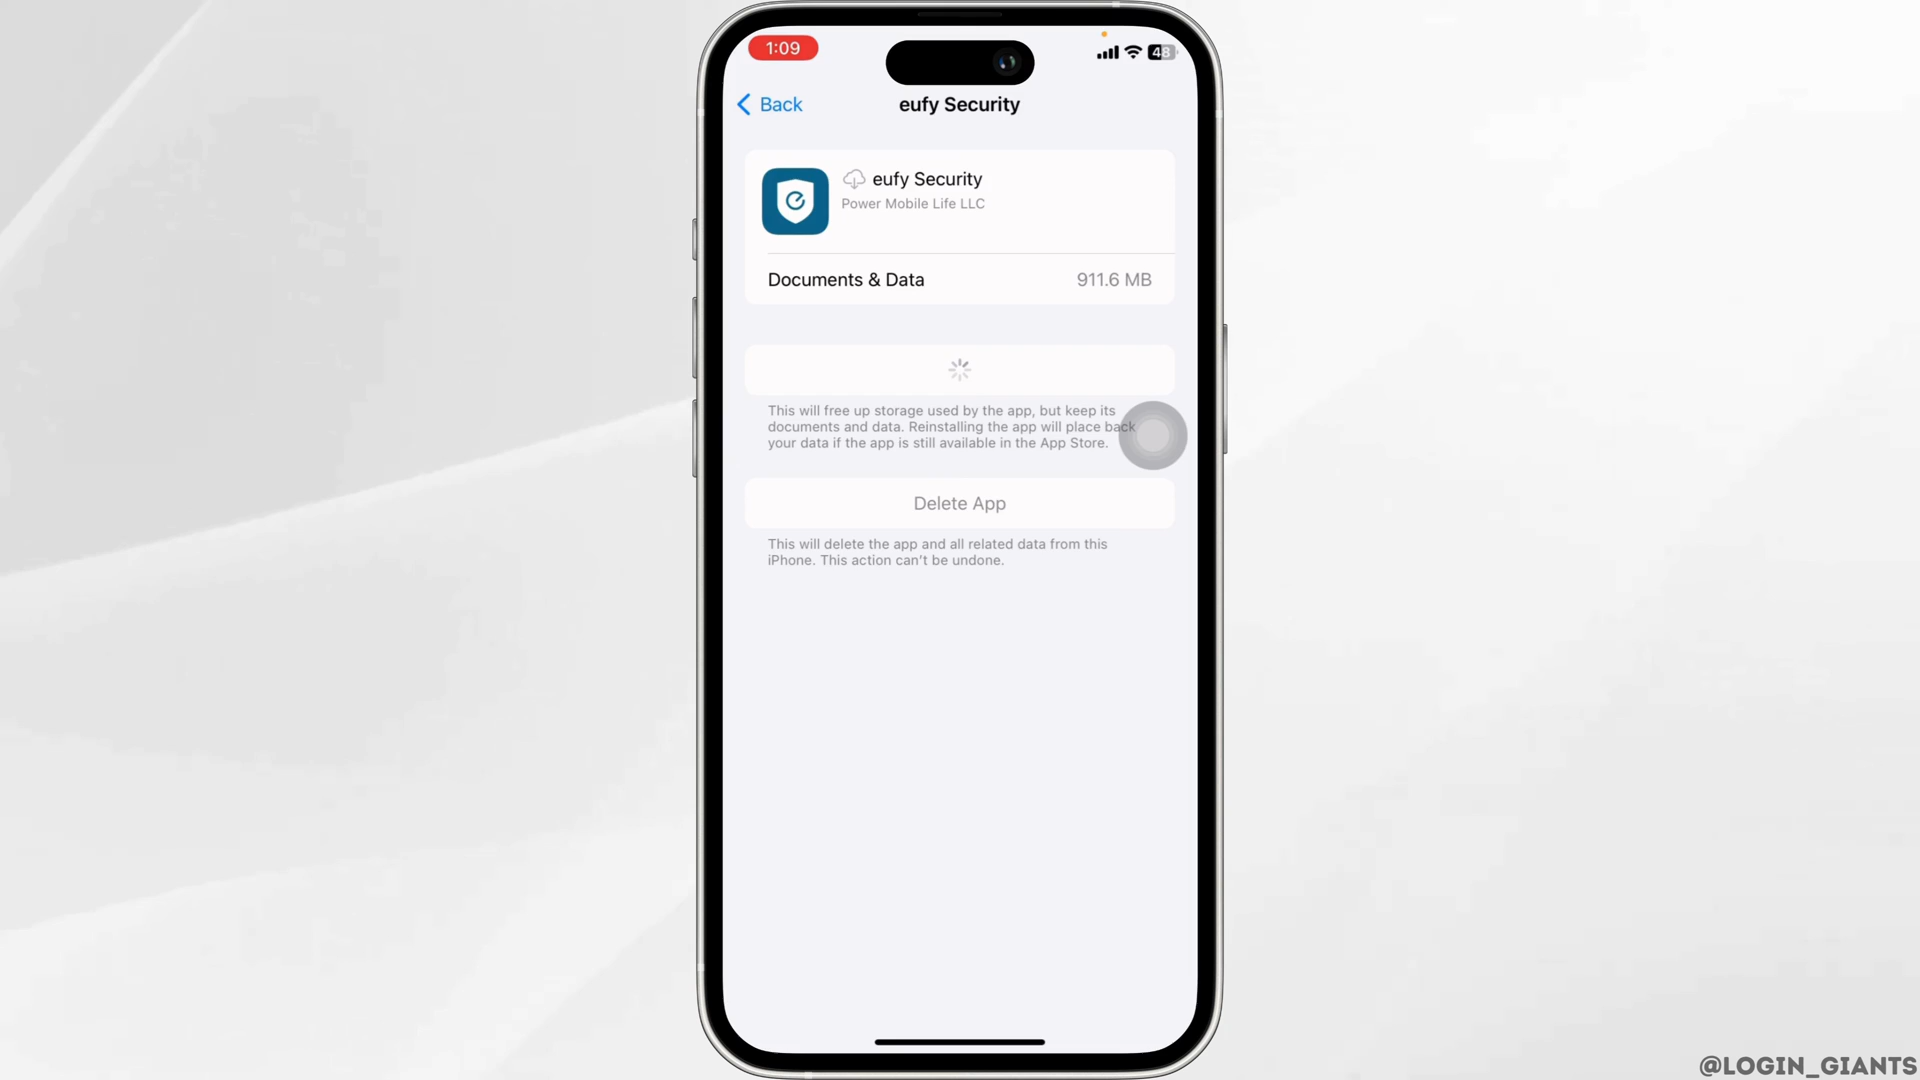 1:09
48
Back
eufy Security
eufy Security
Power Mobile Life LLC
Documents & Data
911.6 MB
This will free up storage used by the app, but keep its
documents and data. Reinstalling the app will place back
your data if the app is still available in the App Store.
Delete App
This will delete the app and all related data from this
iPhone. This action can't be undone.
@LOGIN_GIANTS